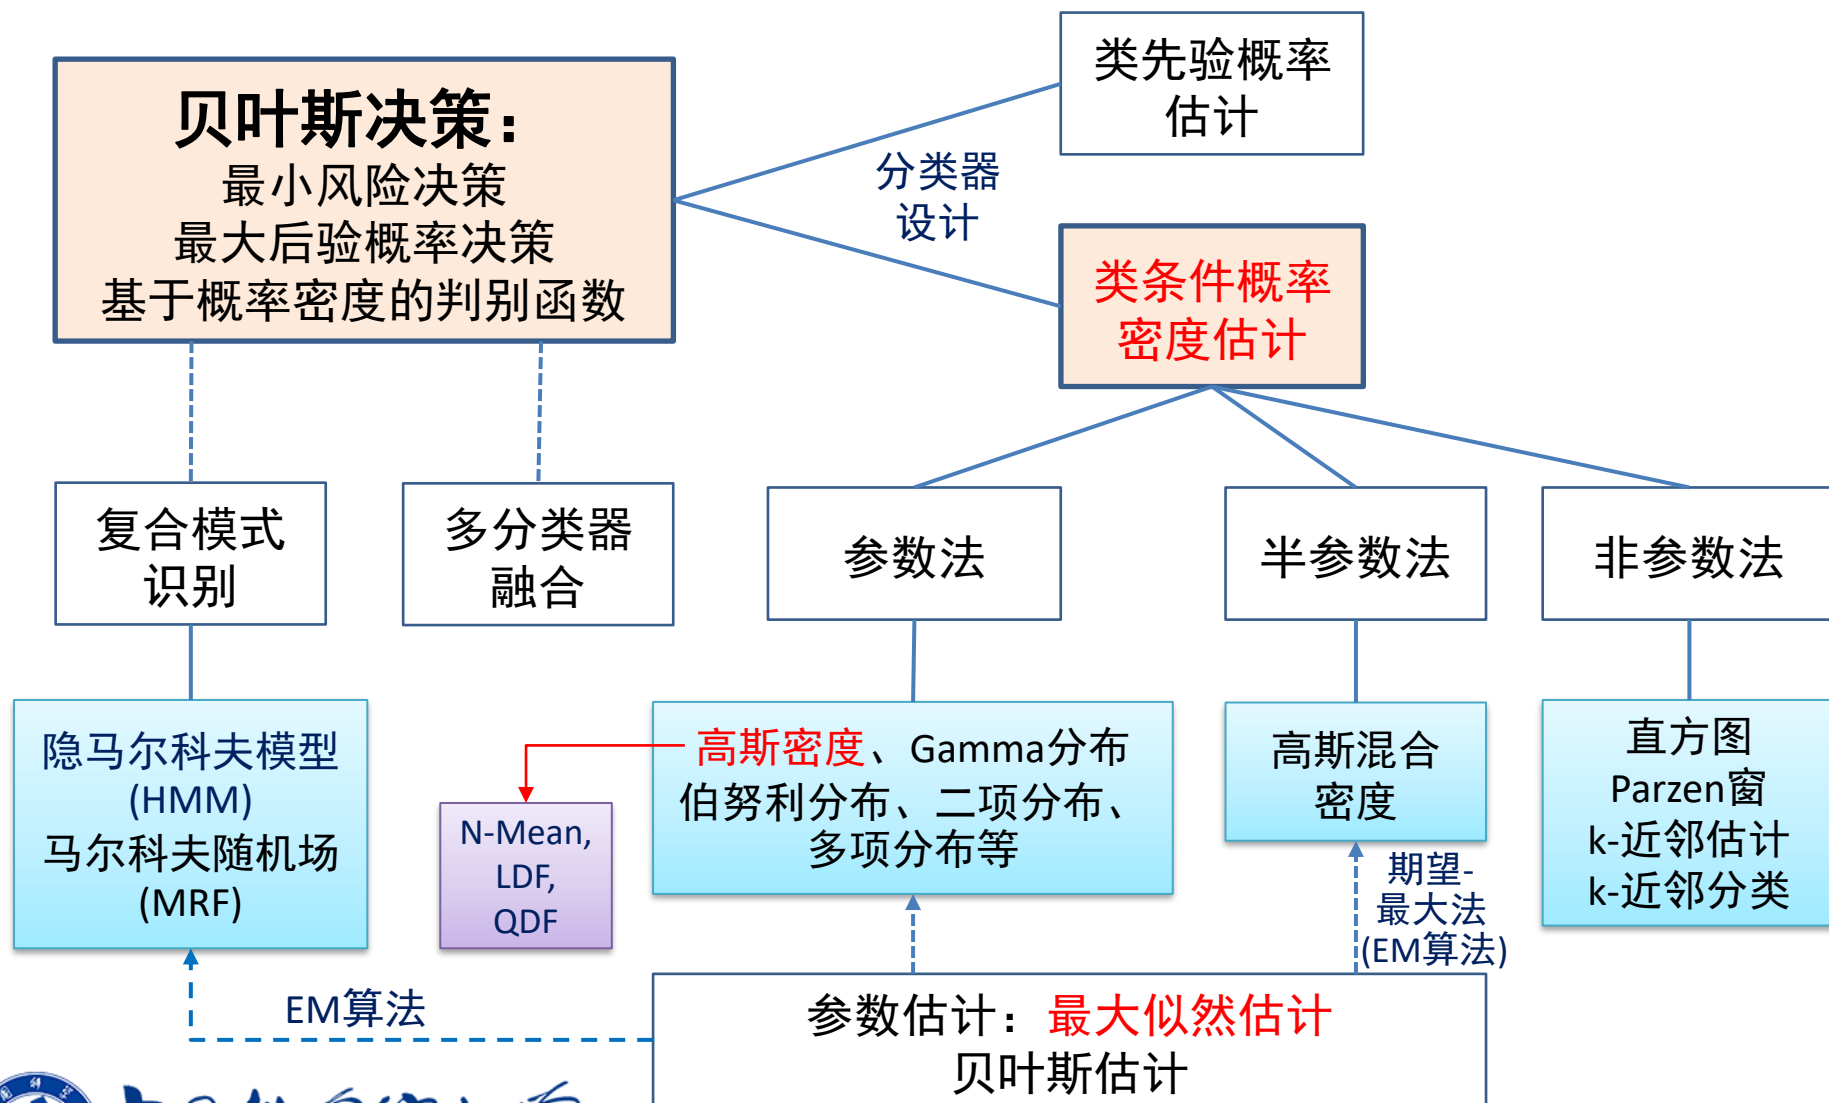 贝叶斯决策：
最小风险决策
最大后验概率决策
基于概率密度的判别函数
类先验概率
估计
分类器
设计
类条件概率
密度估计
复合模式
识别
多分类器
融合
参数法
半参数法
非参数法
隐马尔科夫模型
(HMM)
马尔科夫随机场
(MRF)
N-Mean,
LDF,
QDF
高斯密度、Gamma分布
伯努利分布、二项分布、
多项分布等
高斯混合
密度
直方图
Parzen窗
k-近邻估计
k-近邻分类
期望-
最大法
(EM算法)
EM算法
参数估计：最大似然估计
贝叶斯估计